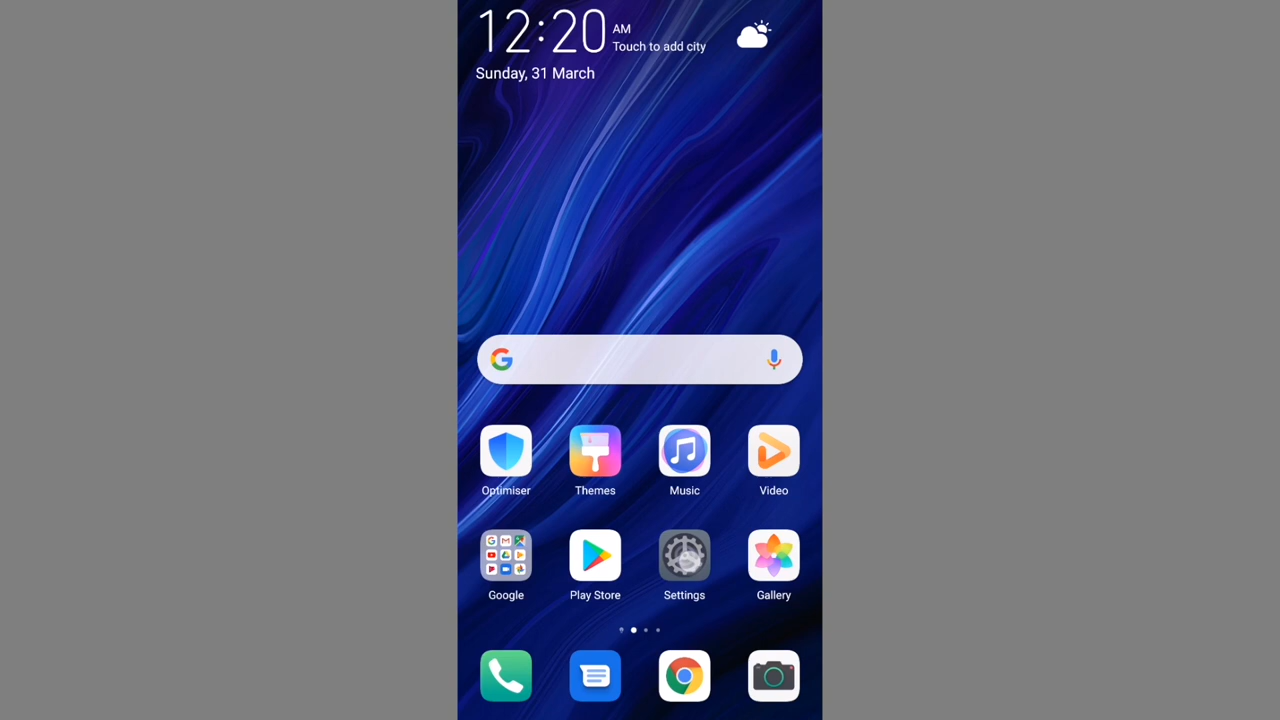 12:20 AM
Touch to add city
Sunday, 31 March
Optimiser Themes Music Video
Google Play Store Settings Gallery